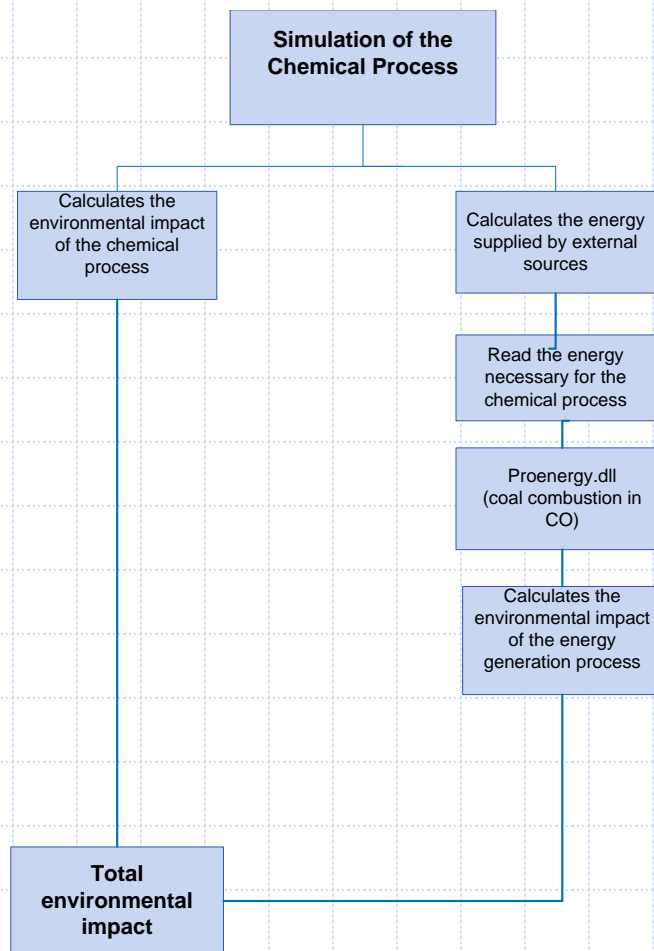 Simulation of the
Chemical Process
Calculates the
environmental impact
of the chemical
process
Calculates the energy
supplied by external
sources
Read the energy
necessary for the
chemical process
Proenergy.dll
(coal combustion in
CO)
Calculates the
environmental impact
of the energy
generation process
Total
environmental
impact